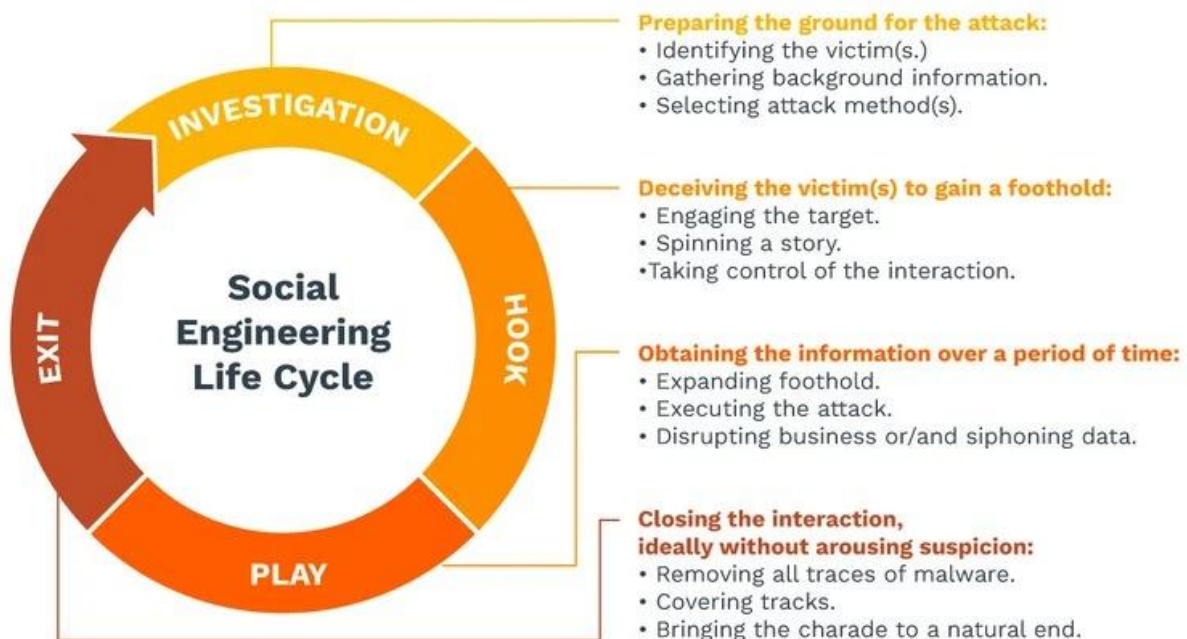 Preparing the ground for the attack:
• Identifying the victim(s.)
• Gathering background information.
• Selecting attack method(s).
INVESTIGATION
Deceiving the victim(s) to gain a foothold:
• Engaging the target.
• Spinning a story.
•Taking control of the interaction.
HOOK
Social
Engineering
Life Cycle
EXIT
Obtaining the information over a period of time:
• Expanding foothold.
• Executing the attack.
• Disrupting business or/and siphoning data.
PLAY
Closing the interaction,
ideally without arousing suspicion:
• Removing all traces of malware.
• Covering tracks.
• Bringing the charade to a natural end.